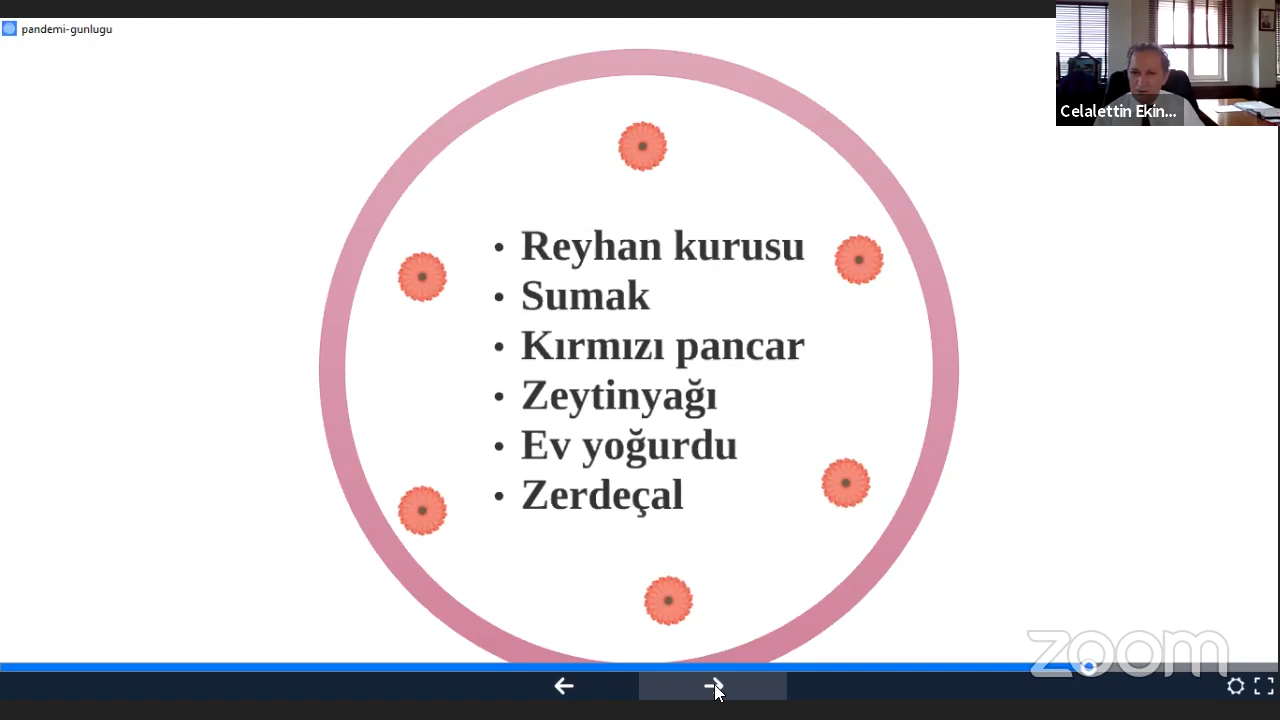 pandemi-gunlugu
Celalettin Ekin...
• Reyhan kurusu
• Sumak
• Kırmızı pancar
• Zeytinyağı
• Ev yoğurdu
• Zerdeçal
zoom